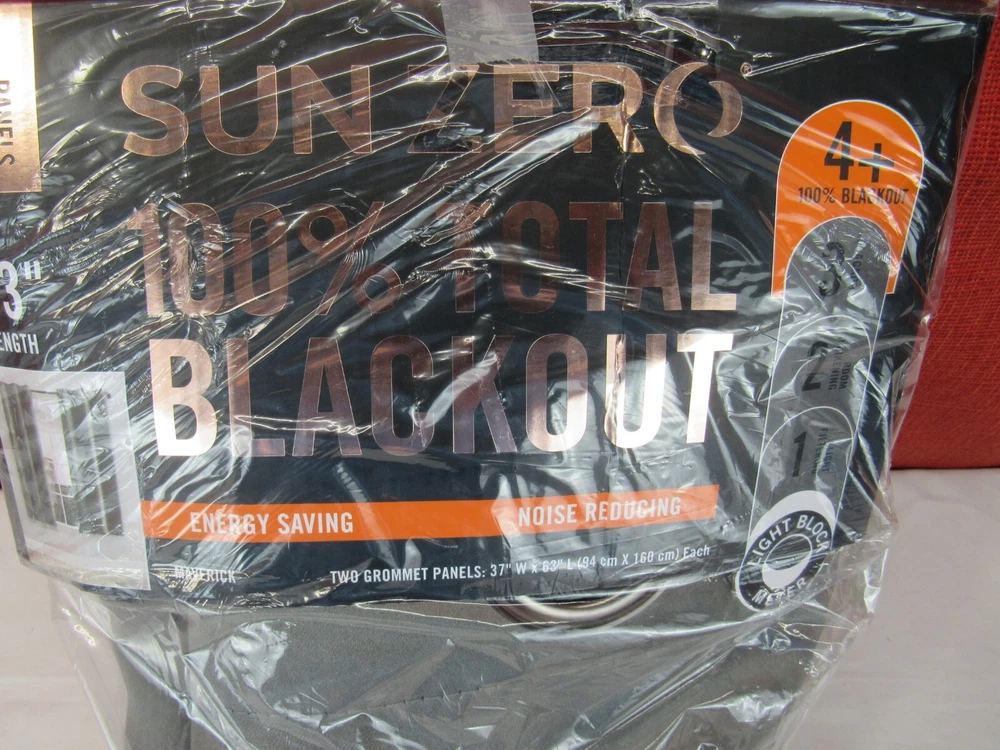 PANELS
SUN ZERO
4+
100% BLACKOUT
100% TOTAL
3
3"
ENGTH
BLACKOUT
2
1
ENERGY SAVING
NOISE REDUCING
LIGHT BLOCK
METER
MAVERICK
TWO GROMMET PANELS: 37" W x 63" L (94 cm X 160 cm) Each